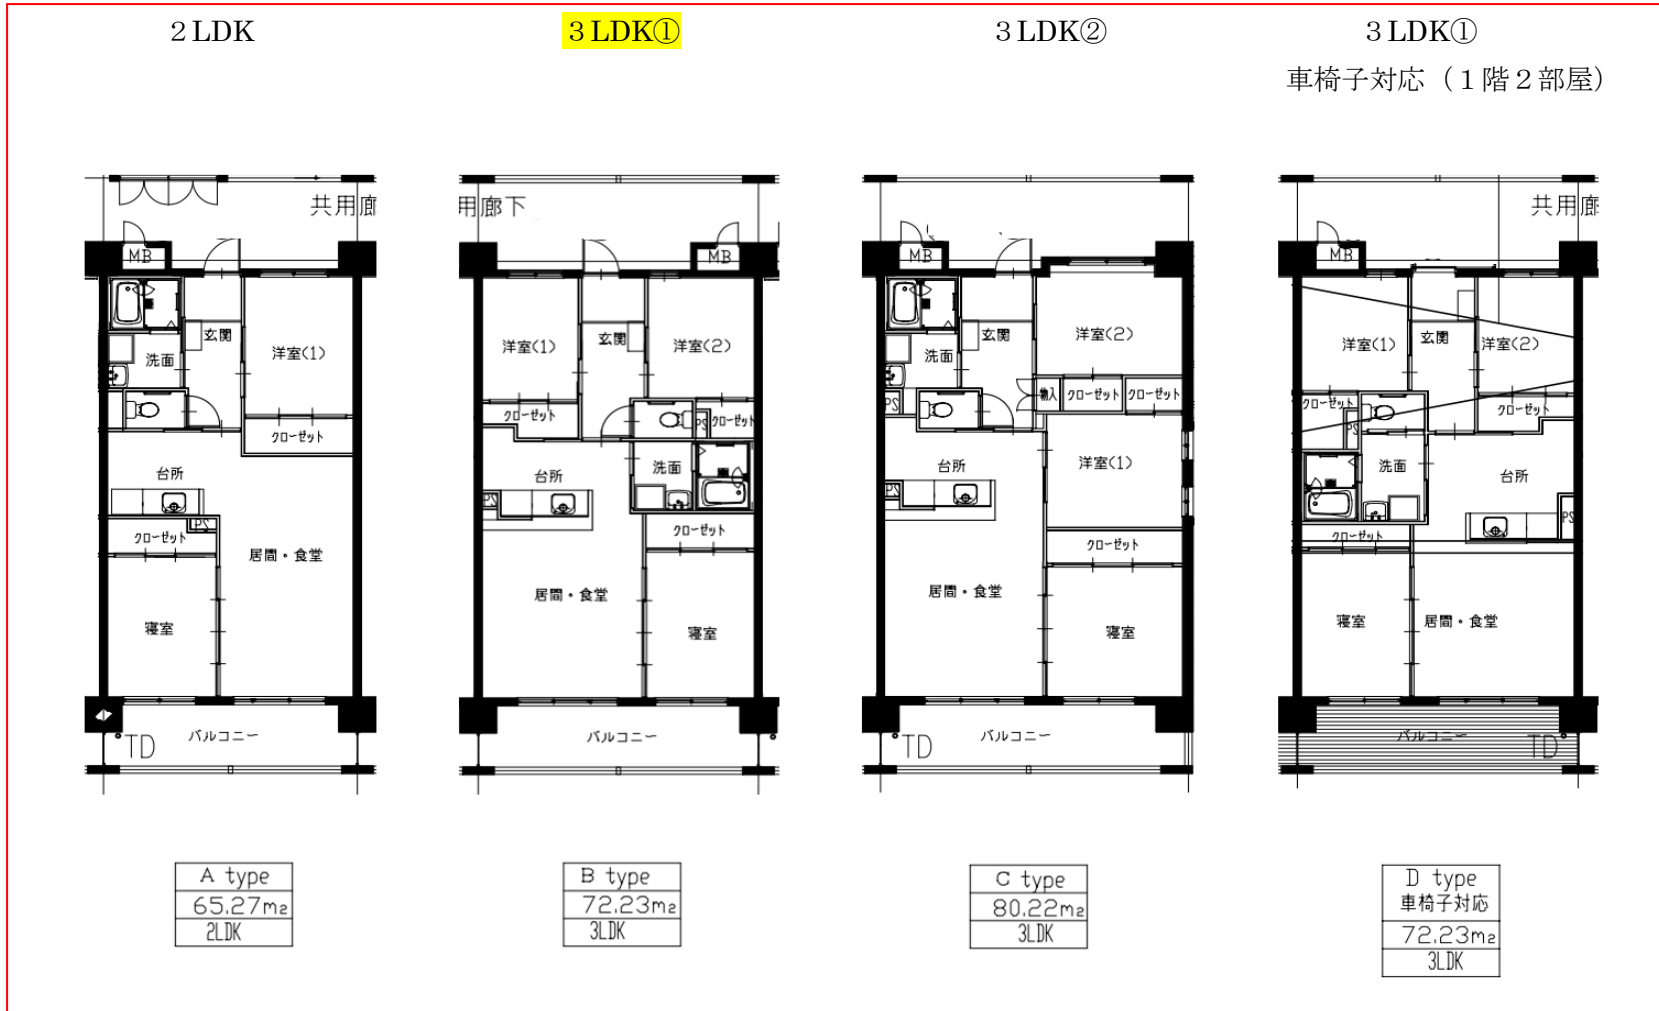 ２LDK
３LDK①
３LDK②
３LDK①
車椅子対応（１階２部屋）
共用廊
MB
玄関
洋室(1)
洗面
クローゼット
台所
PS
クローゼット
居間・食堂
寝室
バルコニー
TD
A type
65.27m2
2LDK
用廊下
MB
洋室(1)
玄関
洋室(2)
クローゼット
PS
クローゼット
台所
洗面
PS
クローゼット
居間・食堂
寝室
バルコニー
B type
72.23m2
3LDK
MB
玄関
洋室(2)
洗面
物入
クローゼット
クローゼット
PS
台所
洋室(1)
PS
クローゼット
居間・食堂
寝室
TD
バルコニー
C type
80.22m2
3LDK
共用廊
MB
洋室(1)
玄関
洋室(2)
クローゼット
PS
クローゼット
洗面
台所
PS
クローゼット
寝室
居間・食堂
バルコニー
TD
D type
車椅子対応
72.23m2
3LDK